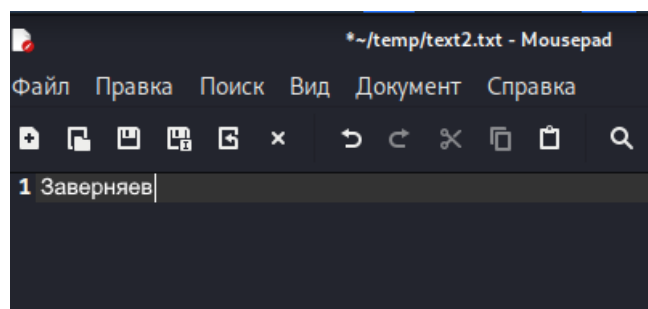 *~/temp/text2.txt - Mousepad
Файл Правка Поиск Вид Документ Справка
1 Заверняев